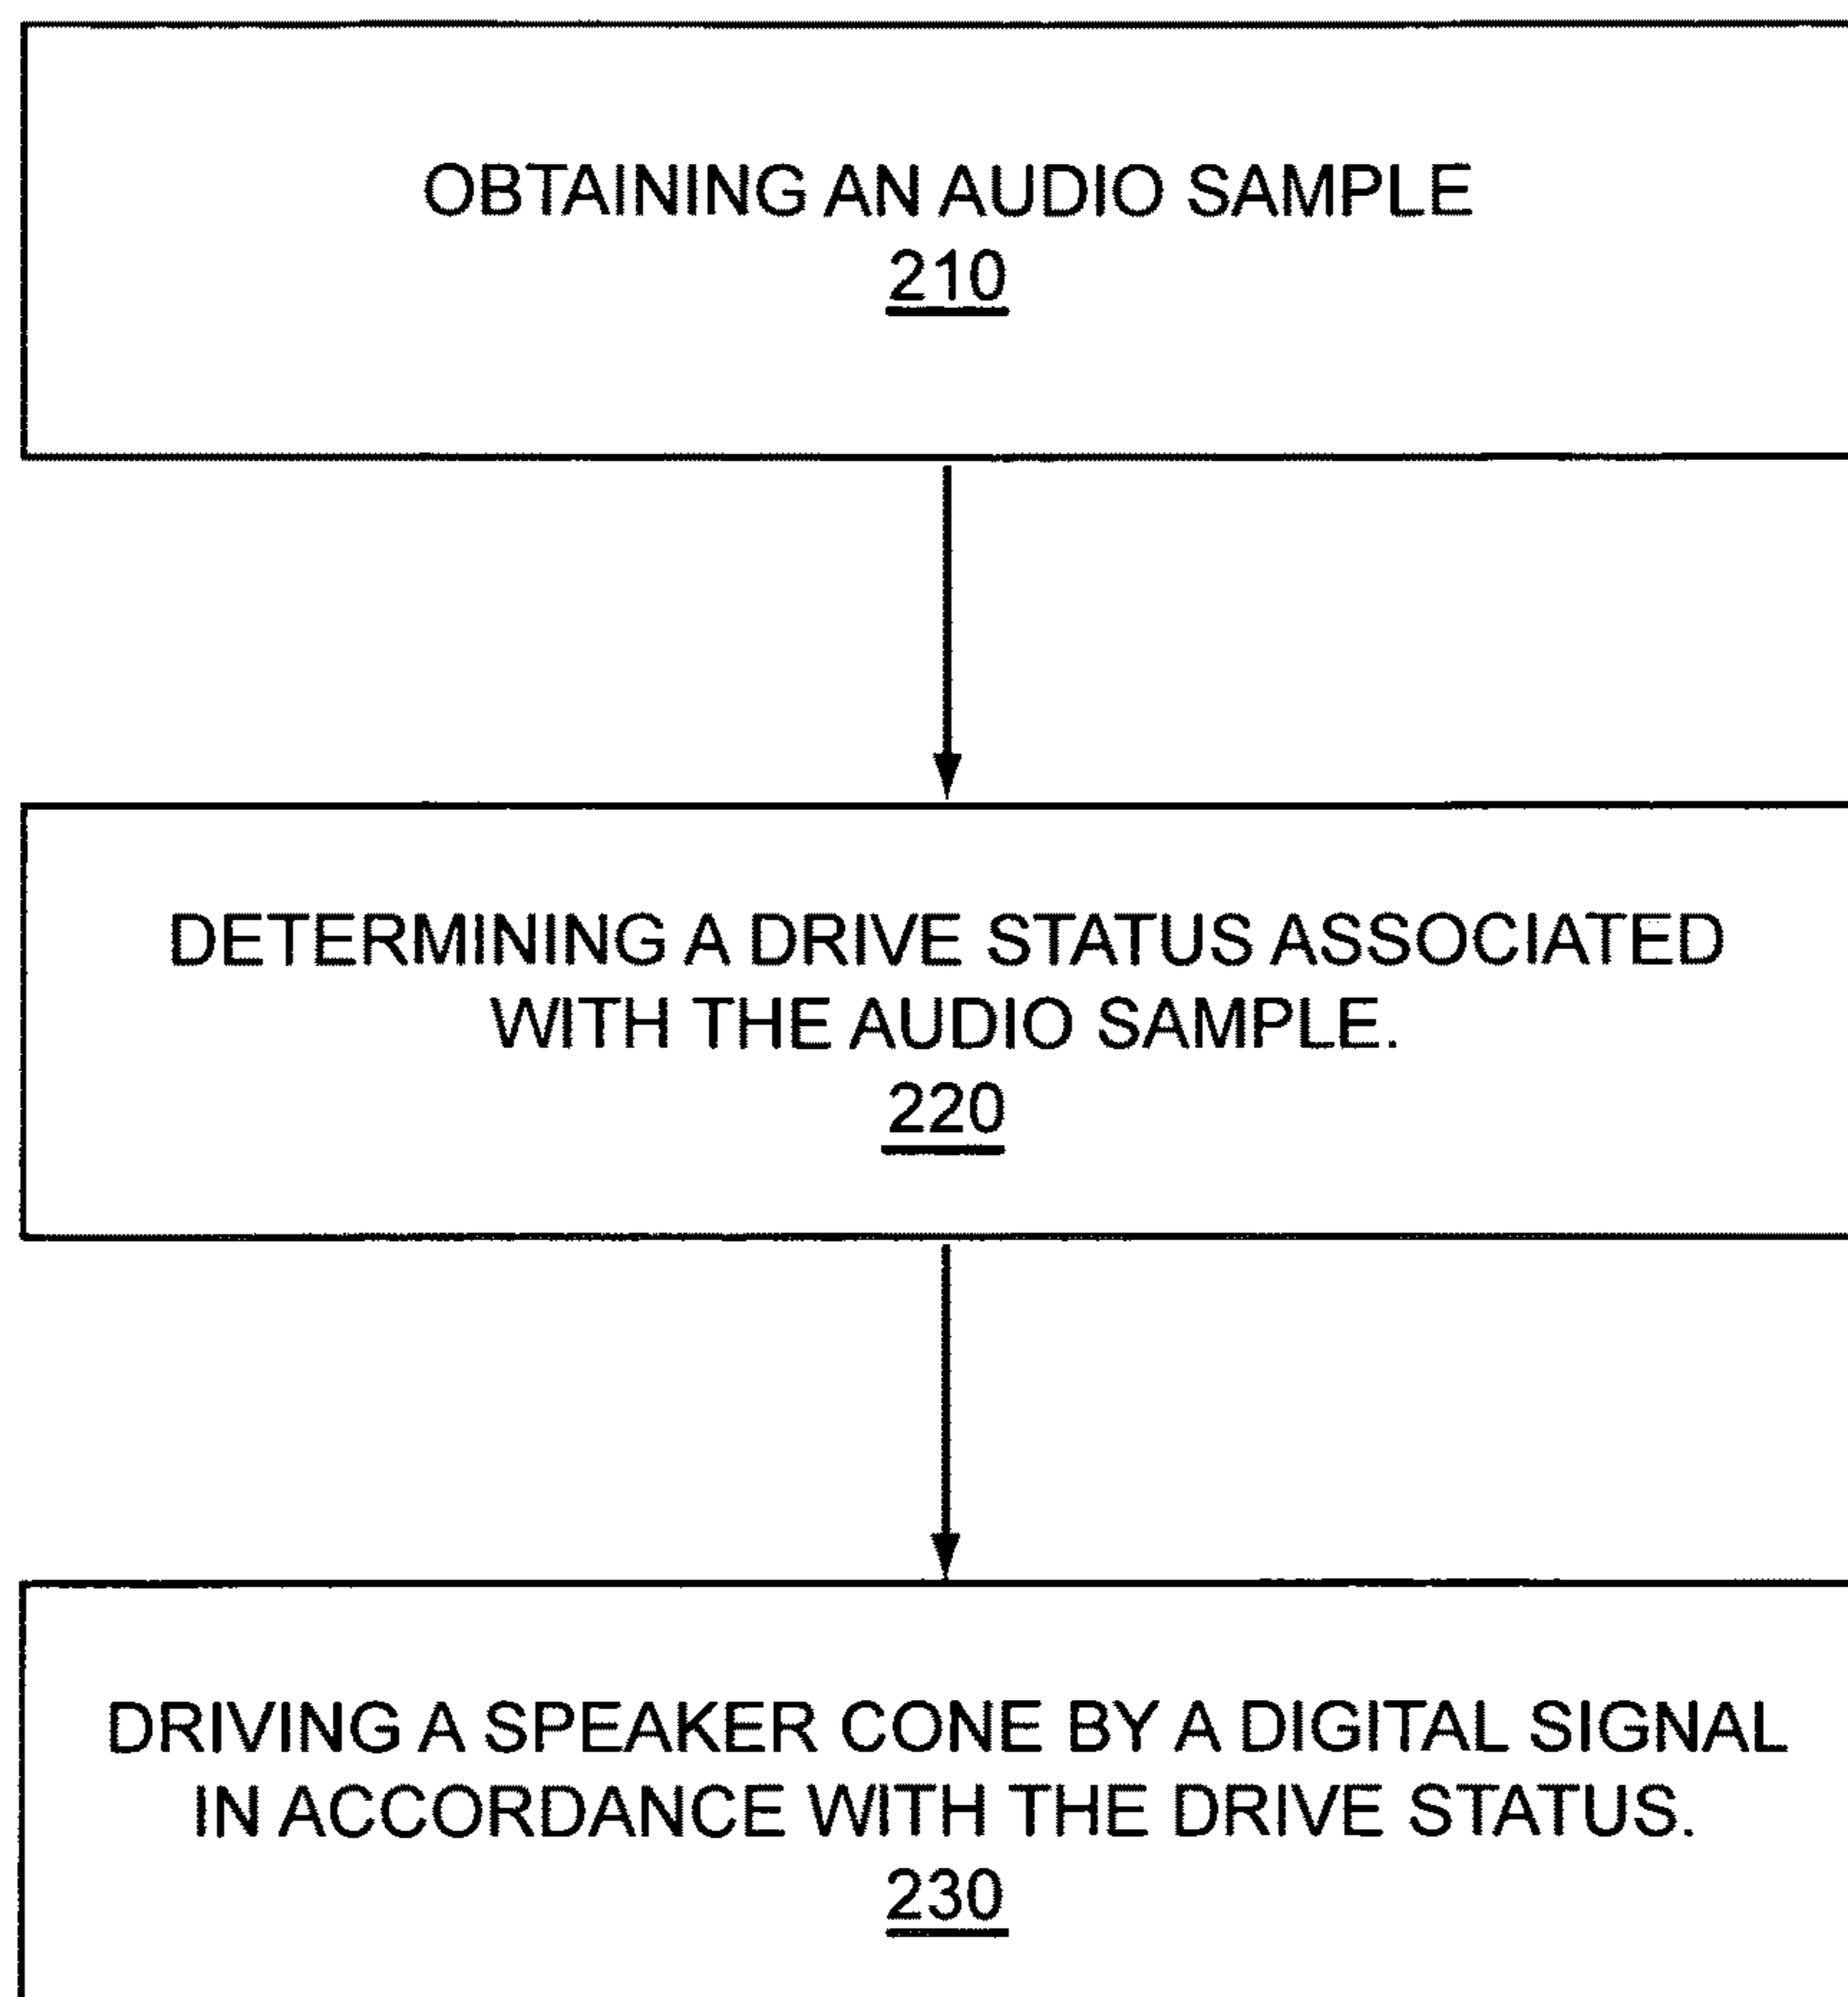 OBTAINING AN AUDIO SAMPLE
210
DETERMINING A DRIVE STATUS ASSOCIATED
WITH THE AUDIO SAMPLE.
220
DRIVING A SPEAKER CONE BY A DIGITAL SIGNAL
IN ACCORDANCE WITH THE DRIVE STATUS.
230